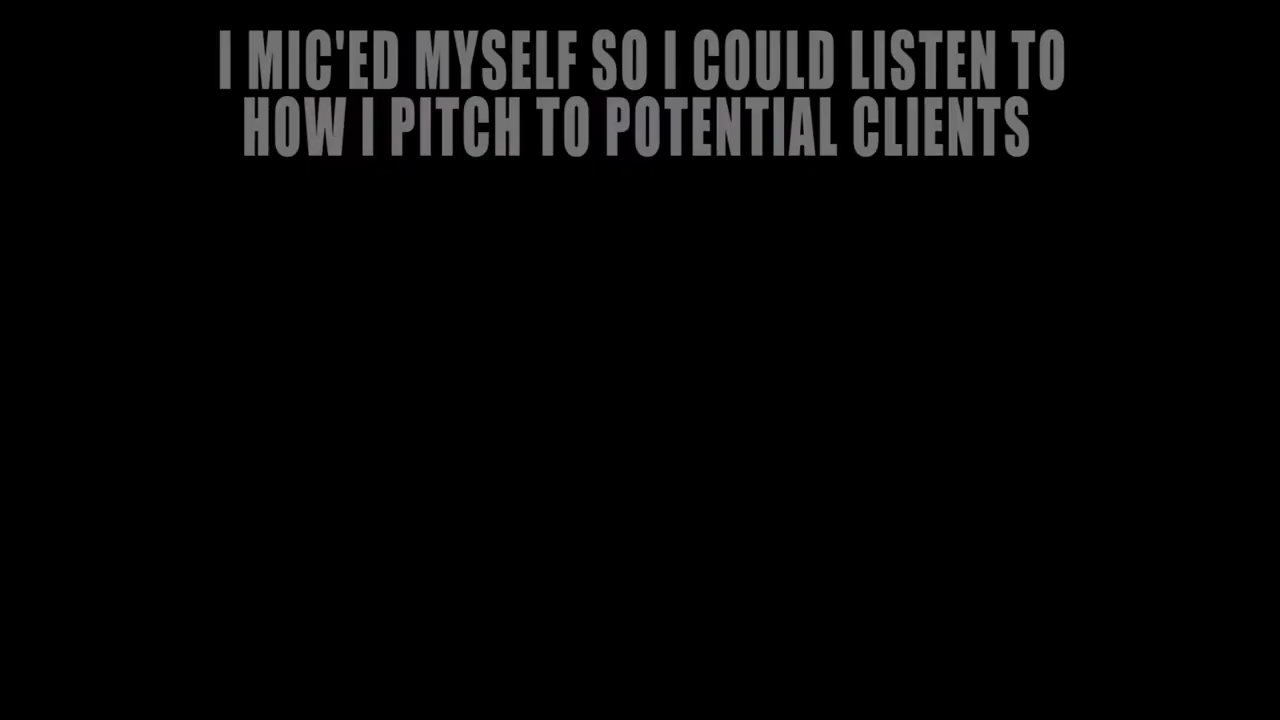 I MIC'ED MYSELF SO I COULD LISTEN TO
HOW I PITCH TO POTENTIAL CLIENTS